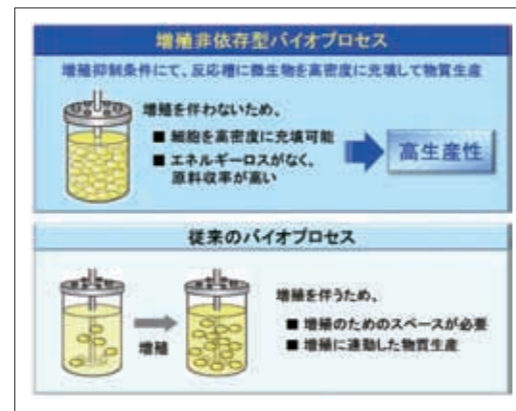 増殖非依存型バイオプロセス
増殖抑制条件にて、反応槽に微生物を高密度に充填して物質生産
増殖を伴わないため、
■ 細胞を高密度に充填可能
■ エネルギーロスがなく、
原料収率が高い
高生産性
従来のバイオプロセス
増殖
増殖を伴うため、
■ 増殖のためのスペースが必要
■ 増殖に連動した物質生産